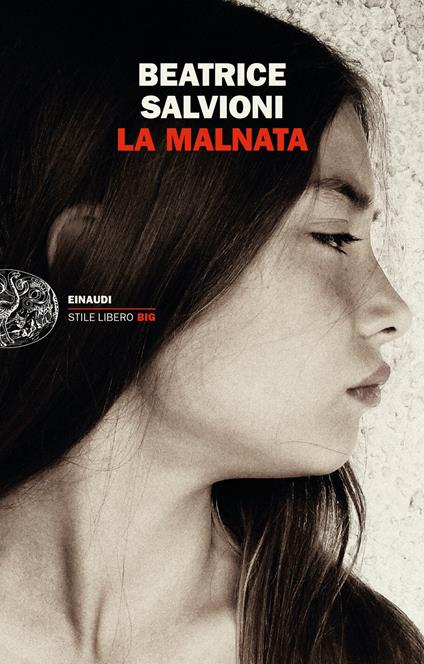 BEATRICE
SALVIONI
LA MALNATA
EINAUDI
STILE LIBERO BIG